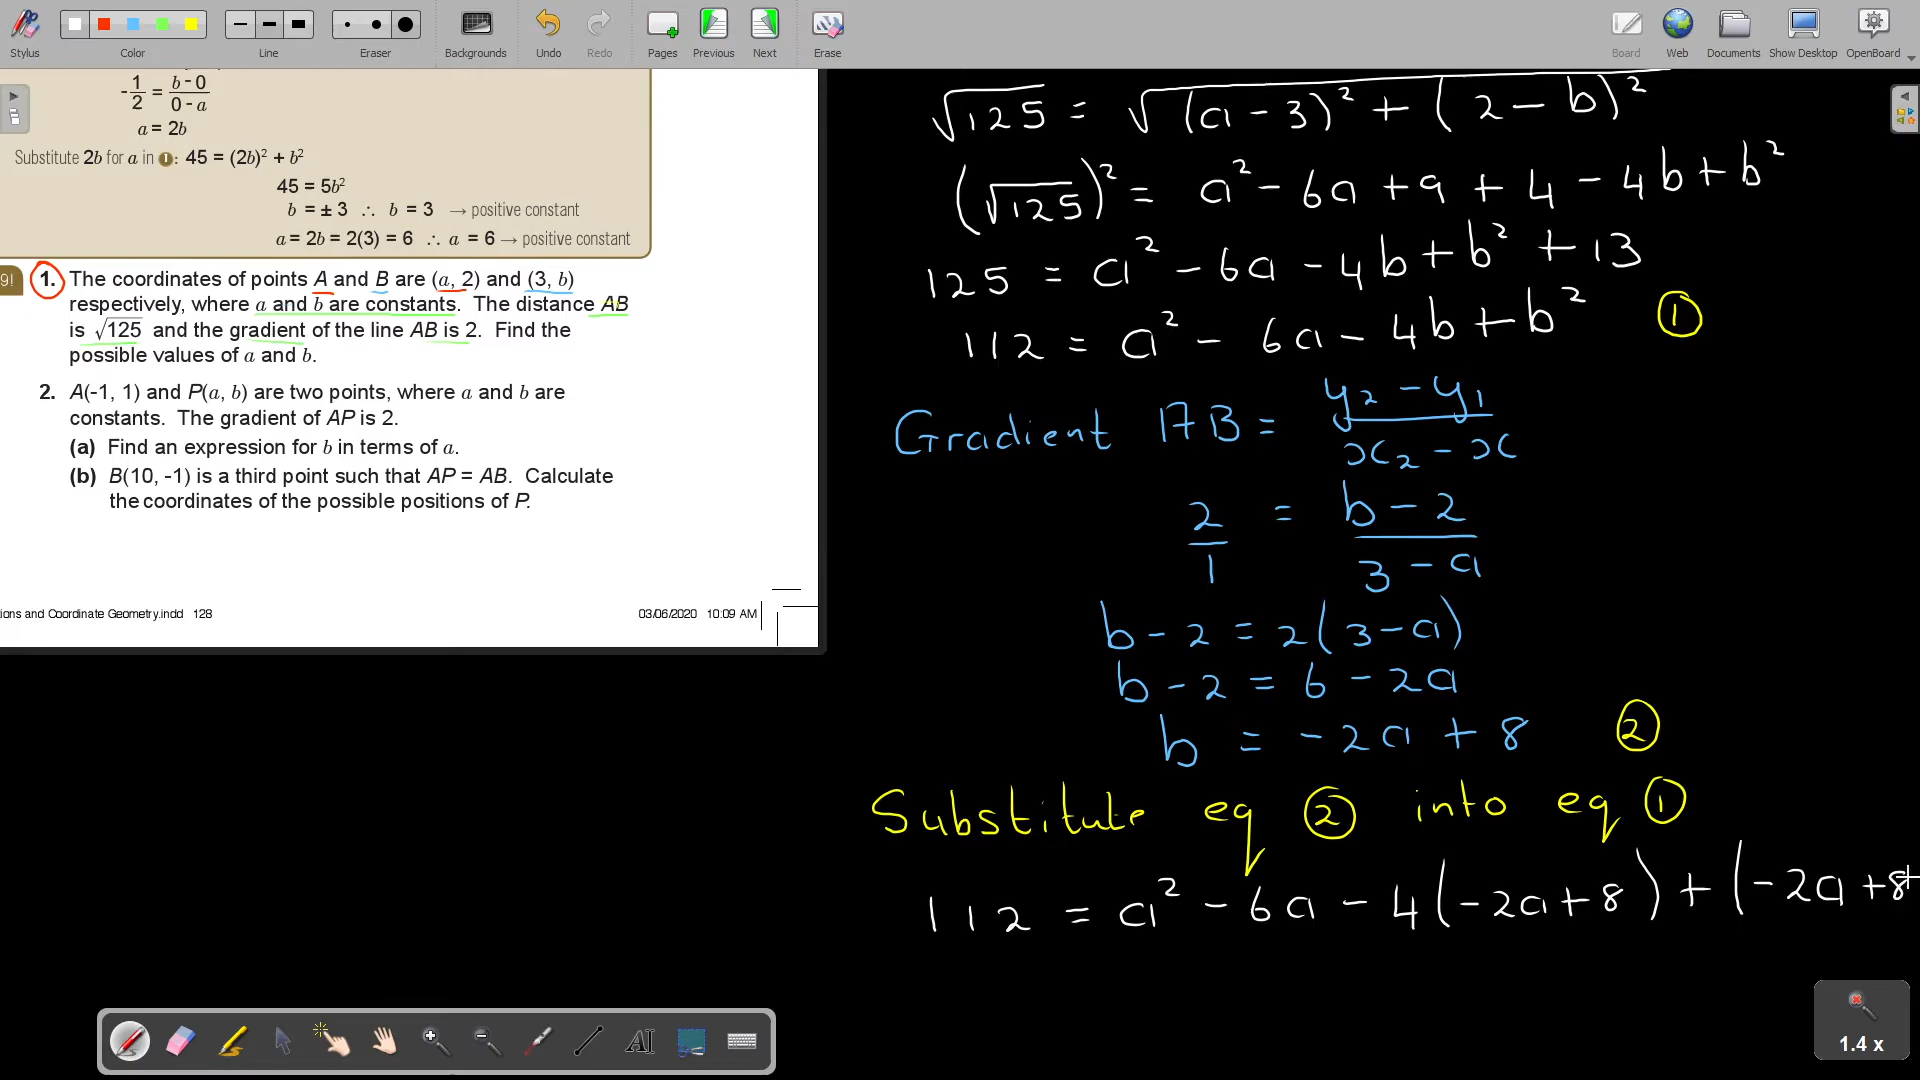 Stylus Color Line Eraser Backgrounds Undo Redo Pages Previous Next Erase Board Web Documents Show Desktop OpenBoard
-1/2 = (b - 0)/(0 - a)
a = 2b
Substitute 2b for a in ❶: 45 = (2b)² + b²
45 = 5b²
b = ± 3 ∴ b = 3 → positive constant
a = 2b = 2(3) = 6 ∴ a = 6 → positive constant
9!
1. The coordinates of points A and B are (a, 2) and (3, b)
respectively, where a and b are constants. The distance AB
is √125 and the gradient of the line AB is 2. Find the
possible values of a and b.
2. A(-1, 1) and P(a, b) are two points, where a and b are
constants. The gradient of AP is 2.
(a) Find an expression for b in terms of a.
(b) B(10, -1) is a third point such that AP = AB. Calculate
the coordinates of the possible positions of P.
ions and Coordinate Geometry.indd 128
03/06/2020 10:09 AM
√125 = √(a - 3)² + (2 - b)²
(√125)² = a² - 6a + 9 + 4 - 4b + b²
125 = a² - 6a - 4b + b² + 13
112 = a² - 6a - 4b + b² ①
Gradient AB = (y₂ - y₁)/(x₂ - x
2/1 = (b - 2)/(3 - a)
b - 2 = 2(3 - a)
b - 2 = 6 - 2a
b = -2a + 8 ②
Substitute eq ② into eq ①
112 = a² - 6a - 4(-2a + 8) + (-2a + 8
1.4 x